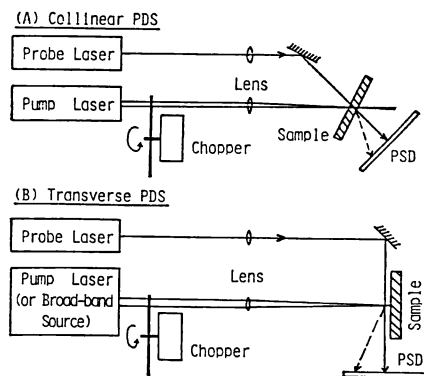 (A) Collinear PDS
Probe Laser
Pump Laser
Lens
Chopper
Sample
PSD
(B) Transverse PDS
Probe Laser
Pump Laser
(or Broad-band
Source)
Lens
Chopper
Sample
PSD